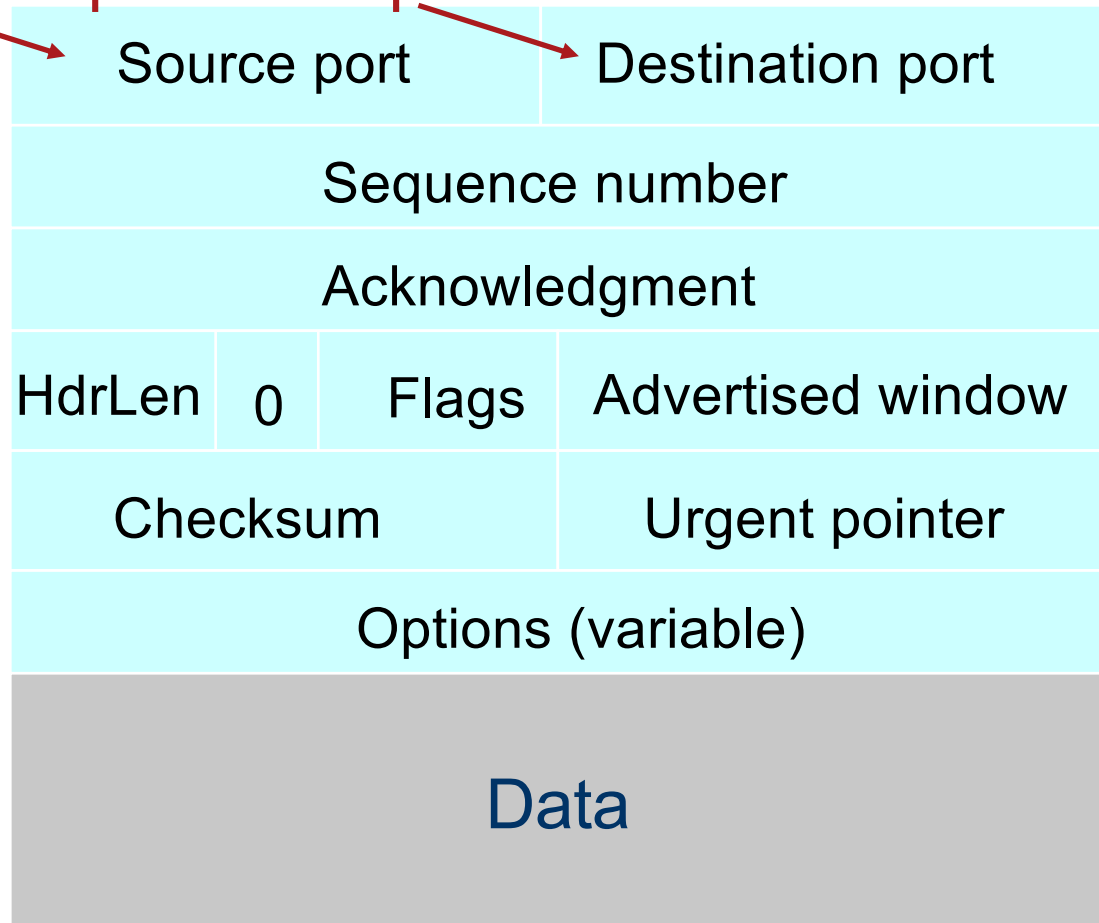 Source port Destination port
Sequence number
Acknowledgment
HdrLen 0 Flags Advertised window
Checksum Urgent pointer
Options (variable)
Data